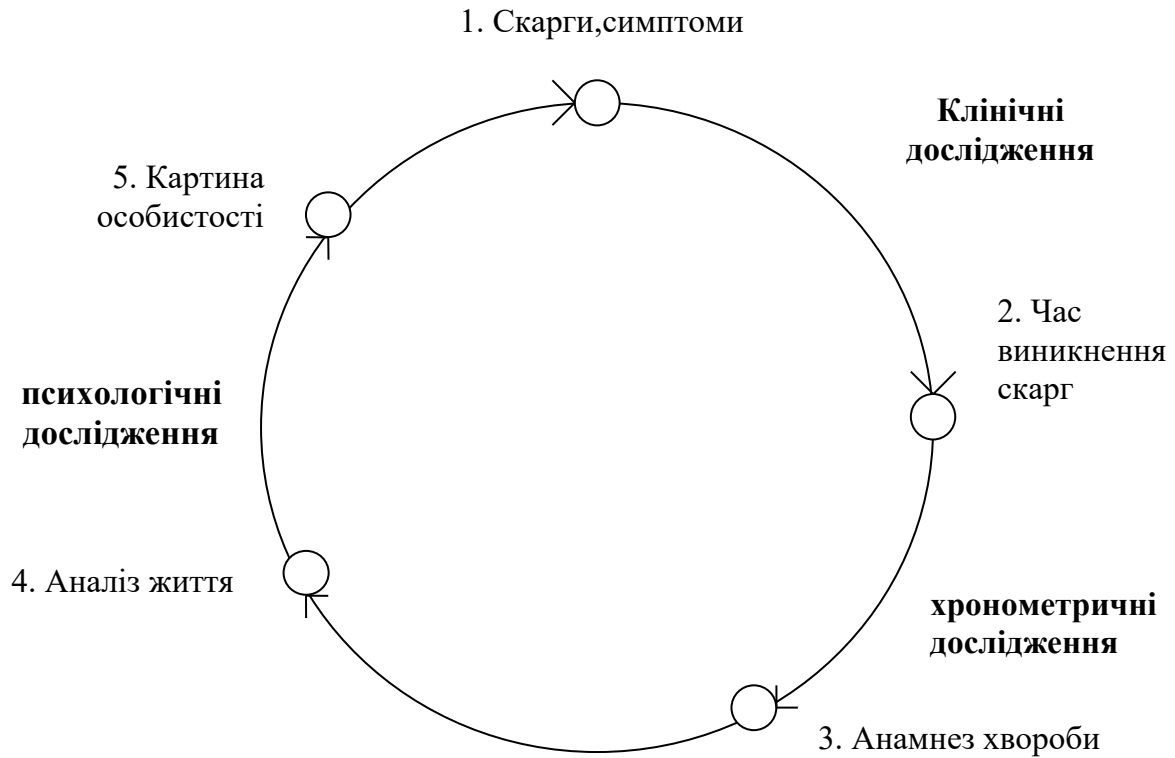 1. Скарги,симптоми
Клінічні
дослідження
5. Картина
особистості
2. Час
виникнення
скарг
психологічні
дослідження
4. Аналіз життя
хронометричні
дослідження
3. Анамнез хвороби